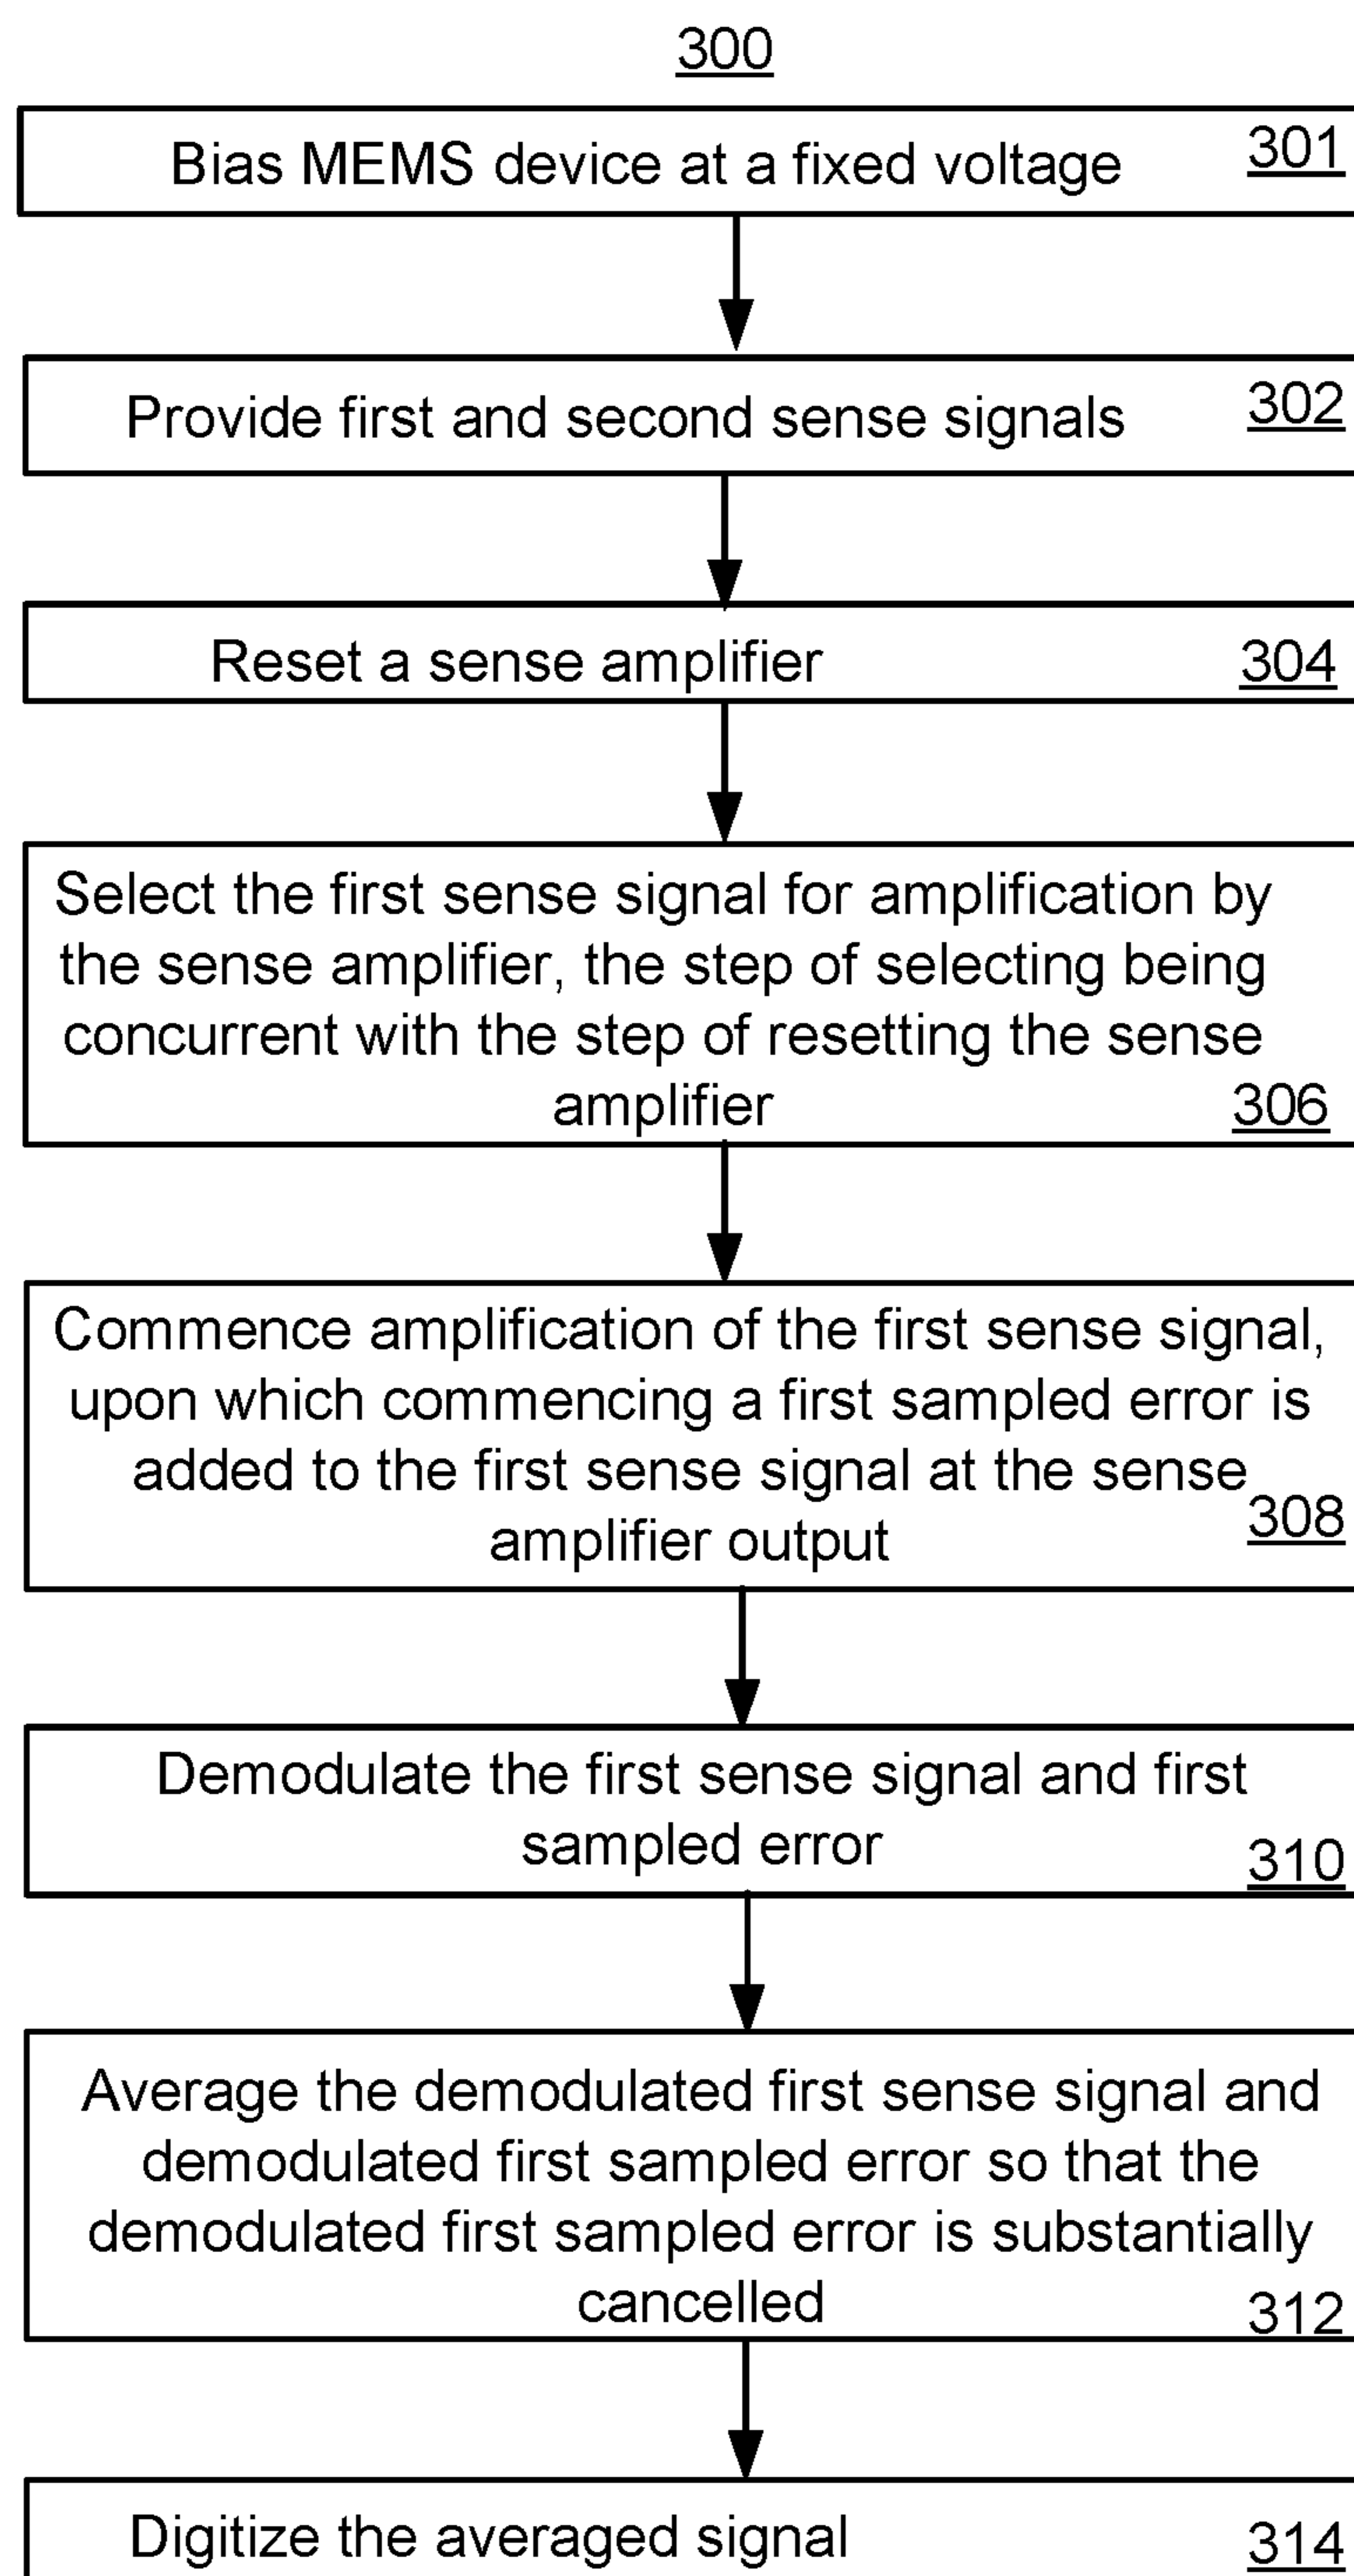 300
Bias MEMS device at a fixed voltage 301
Provide first and second sense signals 302
Reset a sense amplifier 304
Select the first sense signal for amplification by
the sense amplifier, the step of selecting being
concurrent with the step of resetting the sense
amplifier 306
Commence amplification of the first sense signal,
upon which commencing a first sampled error is
added to the first sense signal at the sense
amplifier output 308
Demodulate the first sense signal and first
sampled error 310
Average the demodulated first sense signal and
demodulated first sampled error so that the
demodulated first sampled error is substantially
cancelled 312
Digitize the averaged signal 314